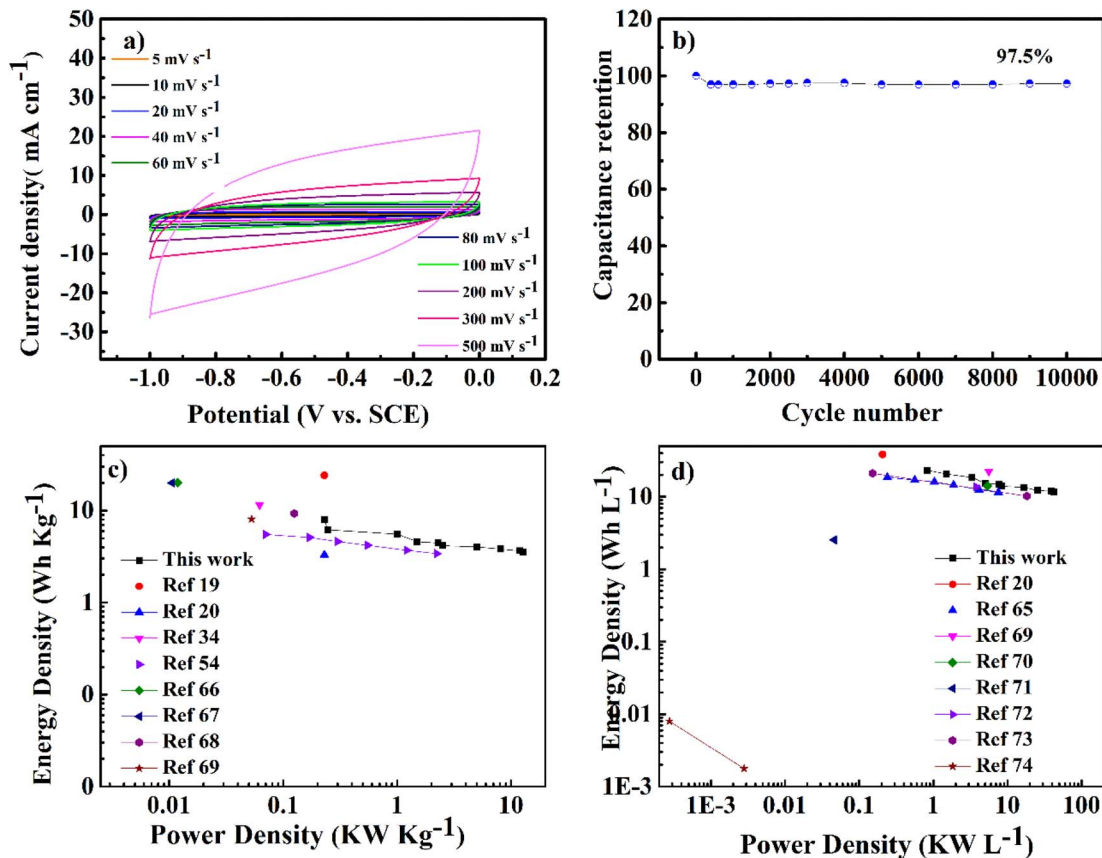 a)
50
40
30
20
10
0
-10
-20
-30
5 mV s⁻¹
10 mV s⁻¹
20 mV s⁻¹
40 mV s⁻¹
60 mV s⁻¹
80 mV s⁻¹
100 mV s⁻¹
200 mV s⁻¹
300 mV s⁻¹
500 mV s⁻¹
-1.0 -0.8 -0.6 -0.4 -0.2 0.0 0.2
Current density( mA cm⁻¹)
Potential (V vs. SCE)
b)
97.5%
120
100
80
60
40
20
0
0 2000 4000 6000 8000 10000
Capacitance retention
Cycle number
c)
10
1
0
0
This work
Ref 19
Ref 20
Ref 34
Ref 54
Ref 66
Ref 67
Ref 68
Ref 69
0.01 0.1 1 10
Energy Density (Wh Kg⁻¹)
Power Density (KW Kg⁻¹)
d)
10
1
0.1
0.01
1E-3
This work
Ref 20
Ref 65
Ref 69
Ref 70
Ref 71
Ref 72
Ref 73
Ref 74
1E-3 0.01 0.1 1 10 100
Energy Density (Wh L⁻¹)
Power Density (KW L⁻¹)